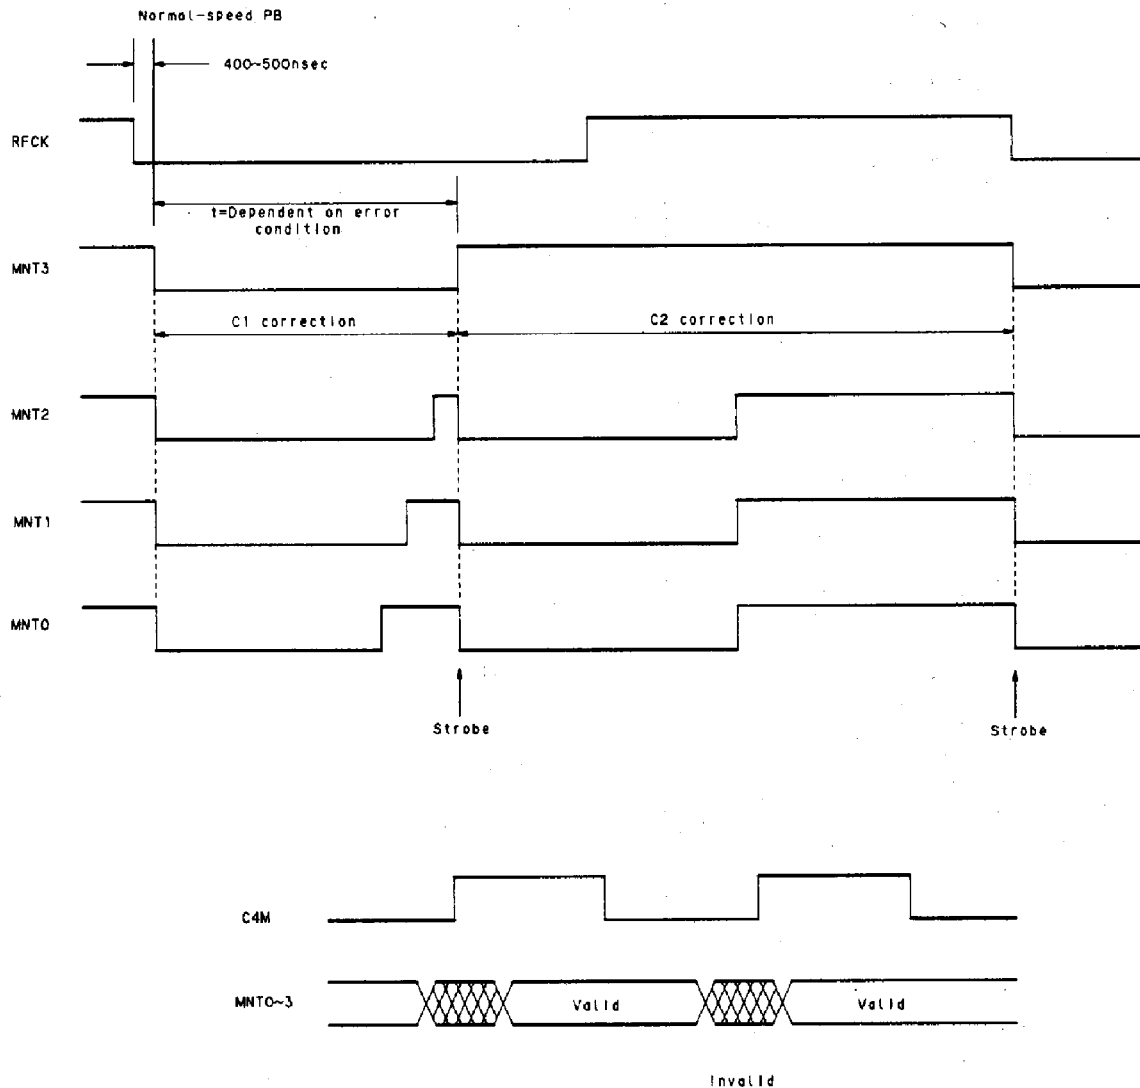 Normal-speed PB
400~500nsec
RFCK
t=Dependent on error
condition
MNT3
C1 correction
C2 correction
MNT2
MNT1
MNT0
Strobe
Strobe
C4M
MNT0~3
Valid
Valid
Invalid